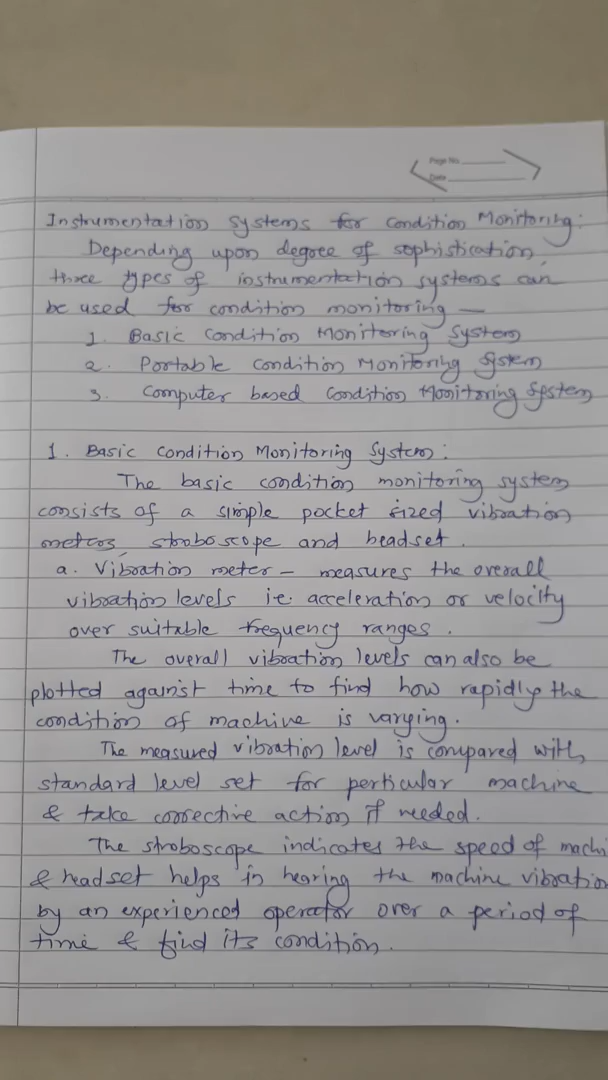 Page No.
Date
Instrumentation systems for condition Monitoring:
Depending upon degree of sophistication,
three types of instrumentation systems can
be used for condition monitoring —
1. Basic Condition Monitoring System
2. Portable Condition Monitoring System
3. Computer based Condition Monitoring System
1. Basic Condition Monitoring System:
The basic condition monitoring system
consists of a simple pocket sized vibration
meters, stroboscope and headset.
a. Vibration meter – measures the overall
vibration levels i.e. acceleration or velocity
over suitable frequency ranges.
The overall vibration levels can also be
plotted against time to find how rapidly the
condition of machine is varying.
The measured vibration level is compared with
standard level set for perticular machine
& take corrective action if needed.
The stroboscope indicates the speed of machi
& headset helps in hearing the machine vibration
by an experienced operator over a period of
time & find its condition.